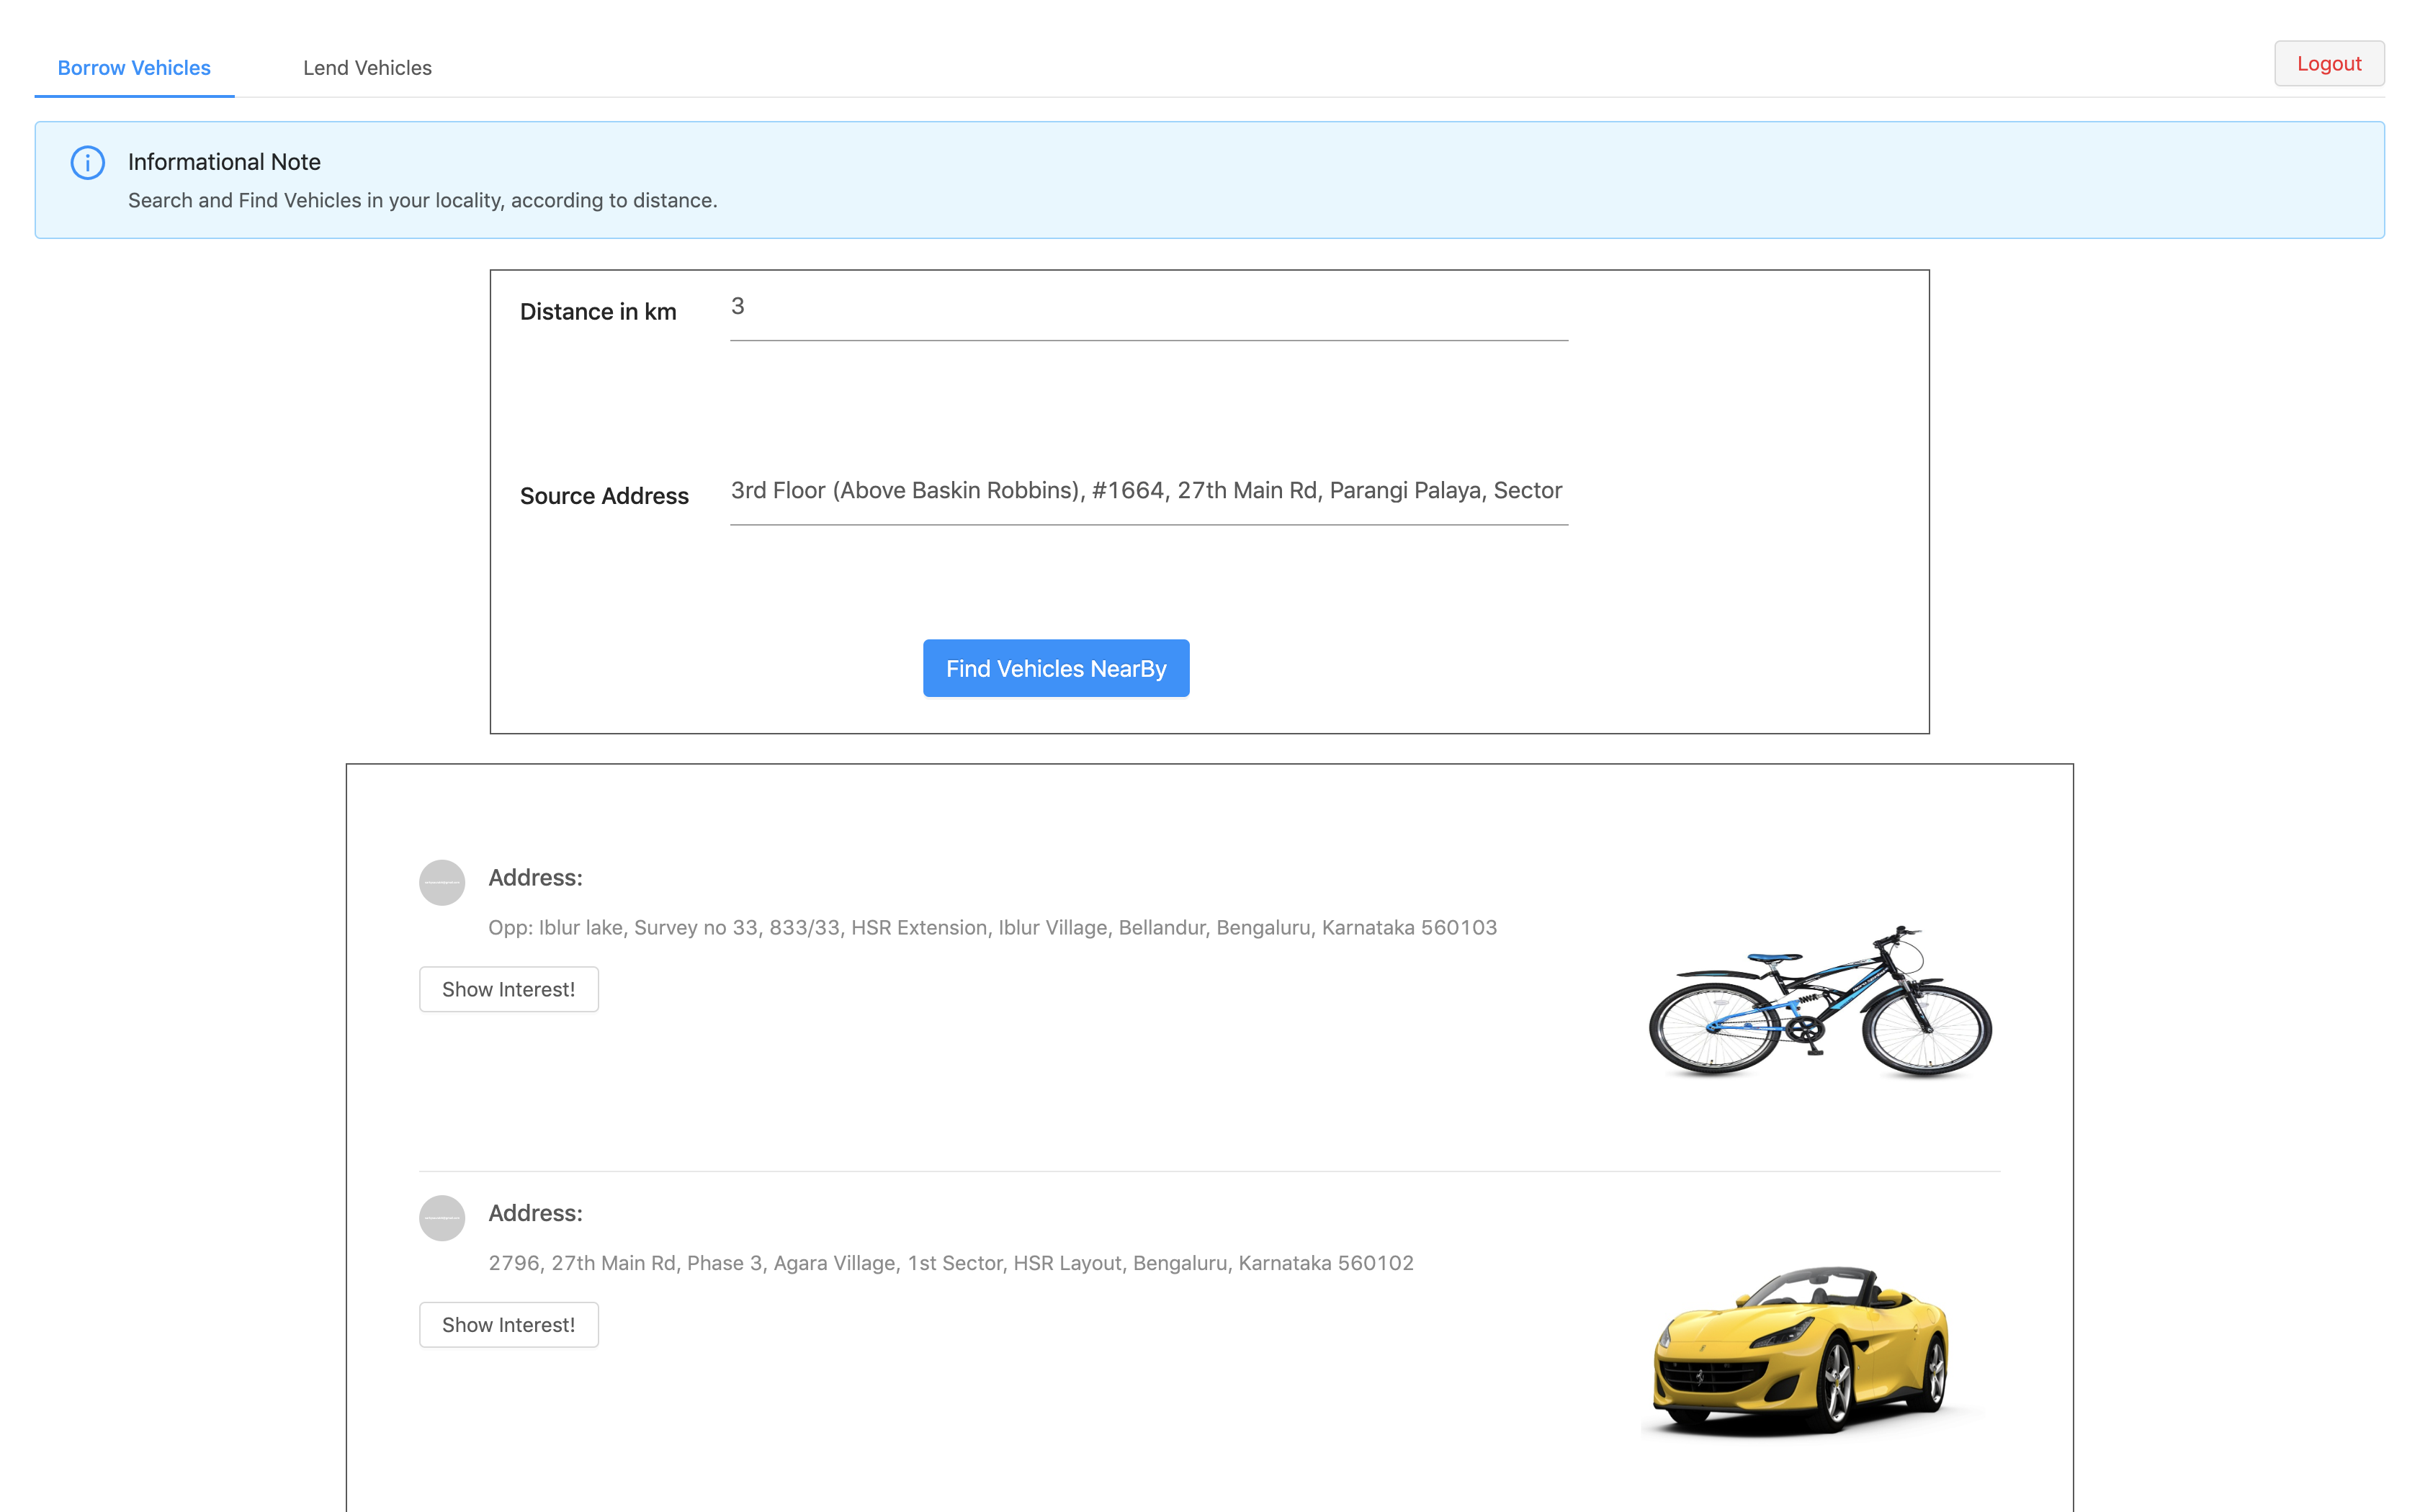 Borrow Vehicles
Lend Vehicles
Logout
Informational Note
Search and Find Vehicles in your locality, according to distance.
Distance in km
3
Source Address
3rd Floor (Above Baskin Robbins), #1664, 27th Main Rd, Parangi Palaya, Sector
Find Vehicles NearBy
Address:
Opp: Iblur lake, Survey no 33, 833/33, HSR Extension, Iblur Village, Bellandur, Bengaluru, Karnataka 560103
Show Interest!
Address:
2796, 27th Main Rd, Phase 3, Agara Village, 1st Sector, HSR Layout, Bengaluru, Karnataka 560102
Show Interest!